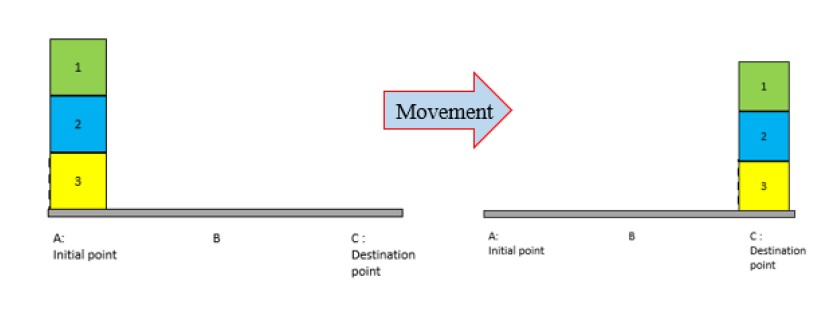 1
2
3
A:
Initial point
B
C :
Destination
point
Movement
1
2
3
A:
Initial point
B
C :
Destination
point